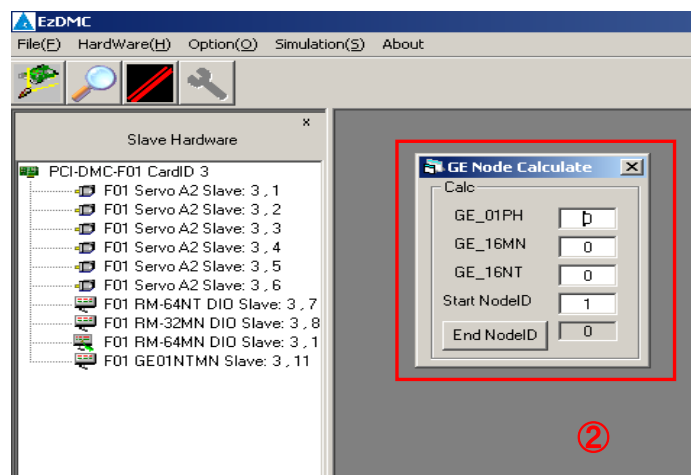 EzDMC
File(F) HardWare(H) Option(O) Simulation(S) About
x
Slave Hardware
PCI-DMC-F01 CardID 3
F01 Servo A2 Slave: 3 , 1
F01 Servo A2 Slave: 3 , 2
F01 Servo A2 Slave: 3 , 3
F01 Servo A2 Slave: 3 , 4
F01 Servo A2 Slave: 3 , 5
F01 Servo A2 Slave: 3 , 6
F01 RM-64NT DIO Slave: 3 , 7
F01 RM-32MN DIO Slave: 3 , 8
F01 RM-64MN DIO Slave: 3 , 1
F01 GE01NTMN Slave: 3 , 11
GE Node Calculate
Calc
GE_01PH 0
GE_16MN 0
GE_16NT 0
Start NodeID 1
End NodeID 0
②